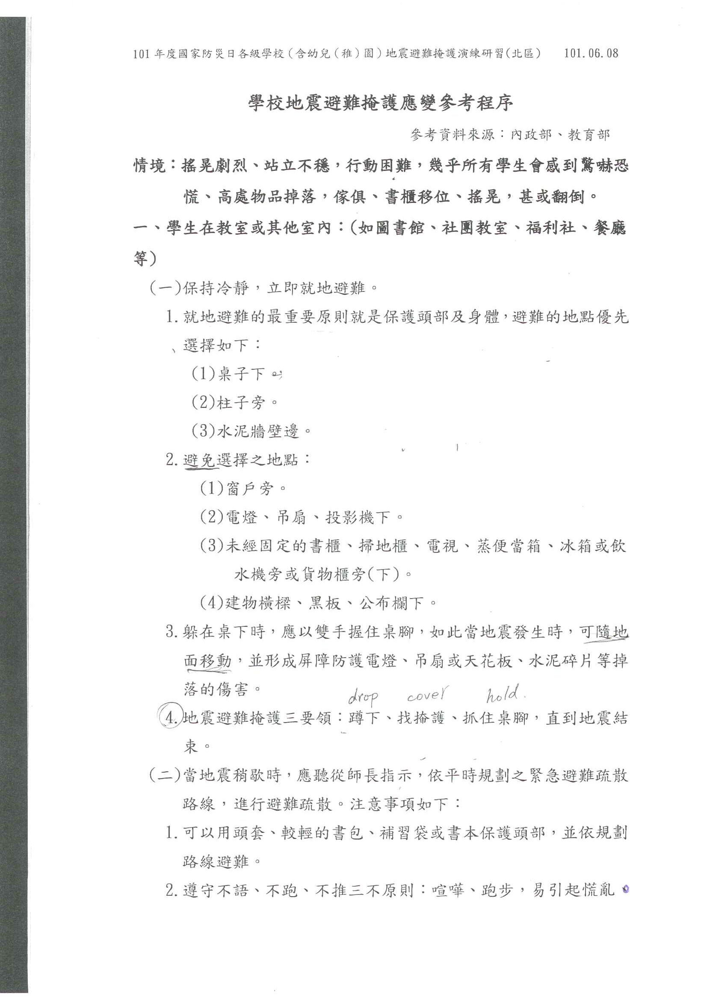 101 年度國家防災日各級學校（含幼兒（稚）園）地震避難掩護演練研習(北區) 101.06.08
學校地震避難掩護應變參考程序
參考資料來源：內政部、教育部
情境：搖晃劇烈、站立不穩，行動困難，幾乎所有學生會感到驚嚇恐
慌、高處物品掉落，傢俱、書櫃移位、搖晃，甚或翻倒。
一、學生在教室或其他室內：(如圖書館、社團教室、福利社、餐廳
等)
(一)保持冷靜，立即就地避難。
1. 就地避難的最重要原則就是保護頭部及身體，避難的地點優先
選擇如下：
(1)桌子下。
(2)柱子旁。
(3)水泥牆壁邊。
2. 避免選擇之地點：
(1)窗戶旁。
(2)電燈、吊扇、投影機下。
(3)未經固定的書櫃、掃地櫃、電視、蒸便當箱、冰箱或飲
水機旁或貨物櫃旁(下)。
(4)建物橫樑、黑板、公布欄下。
3. 躲在桌下時，應以雙手握住桌腳，如此當地震發生時，可隨地
面移動，並形成屏障防護電燈、吊扇或天花板、水泥碎片等掉
落的傷害。
drop cover hold.
4. 地震避難掩護三要領：蹲下、找掩護、抓住桌腳，直到地震結
束。
(二)當地震稍歇時，應聽從師長指示，依平時規劃之緊急避難疏散
路線，進行避難疏散。注意事項如下：
1. 可以用頭套、較輕的書包、補習袋或書本保護頭部，並依規劃
路線避難。
2. 遵守不語、不跑、不推三不原則：喧嘩、跑步，易引起慌亂。